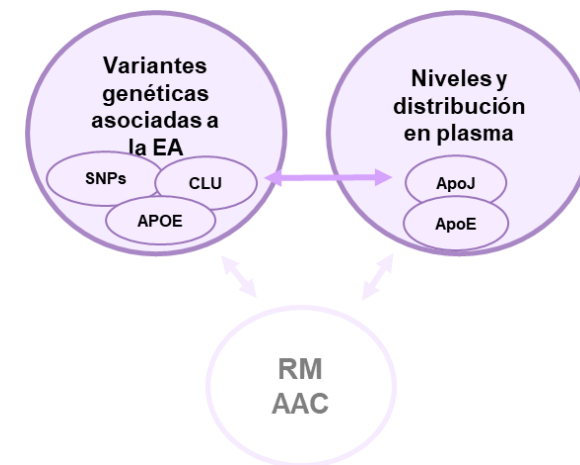 Variantes
genéticas
asociadas a
la EA
SNPs
CLU
APOE
Niveles y
distribución
en plasma
ApoJ
ApoE
RM
AAC